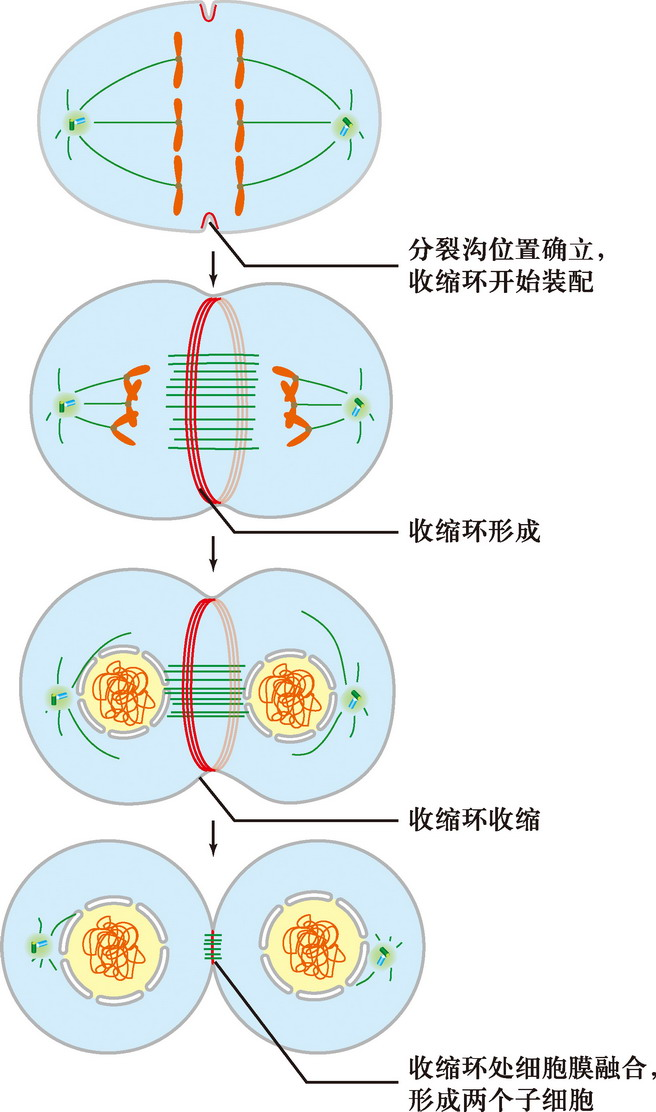 分裂沟位置确立，
收缩环开始装配
收缩环形成
收缩环收缩
收缩环处细胞膜融合，
形成两个子细胞